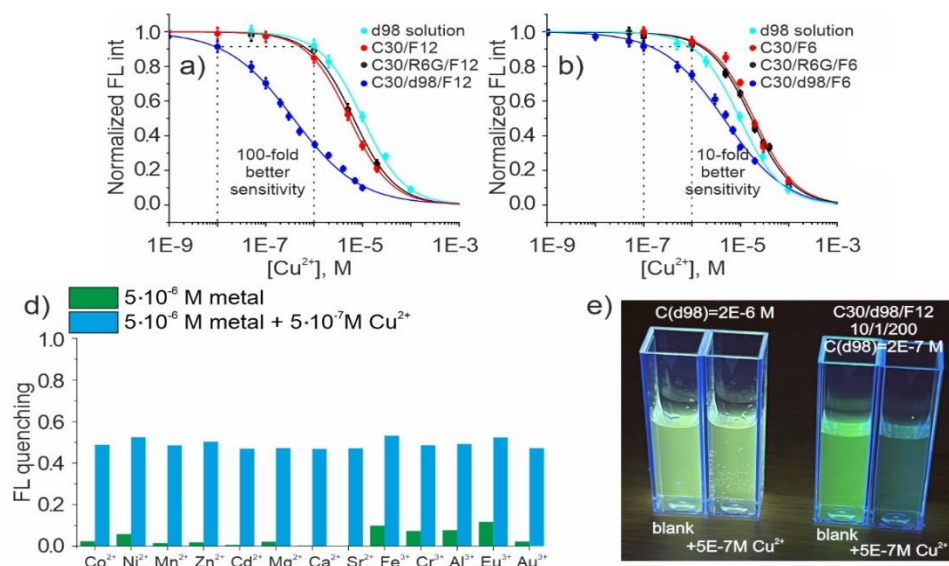 a)
Normalized FL int
1.0
0.8
0.6
0.4
0.2
0.0
d98 solution
C30/F12
C30/R6G/F12
C30/d98/F12
100-fold
better
sensitivity
1E-9 1E-7 1E-5 1E-3
[Cu²⁺], M
b)
Normalized FL int
1.0
0.8
0.6
0.4
0.2
0.0
d98 solution
C30/F6
C30/R6G/F6
C30/d98/F6
10-fold
better
sensitivity
1E-9 1E-7 1E-5 1E-3
[Cu²⁺], M
d)
5·10⁻⁶ M metal
5·10⁻⁶ M metal + 5·10⁻⁷M Cu²⁺
FL quenching
1.0
0.8
0.6
0.4
0.2
0.0
Co²⁺ Ni²⁺ Mn²⁺ Zn²⁺ Cd²⁺ Mg²⁺ Ca²⁺ Sr²⁺ Fe³⁺ Cr³⁺ Al³⁺ Eu³⁺ Au³⁺
e)
C(d98)=2E-6 M
C30/d98/F12
10/1/200
C(d98)=2E-7 M
blank
+5E-7M Cu²⁺
blank
+5E-7M Cu²⁺